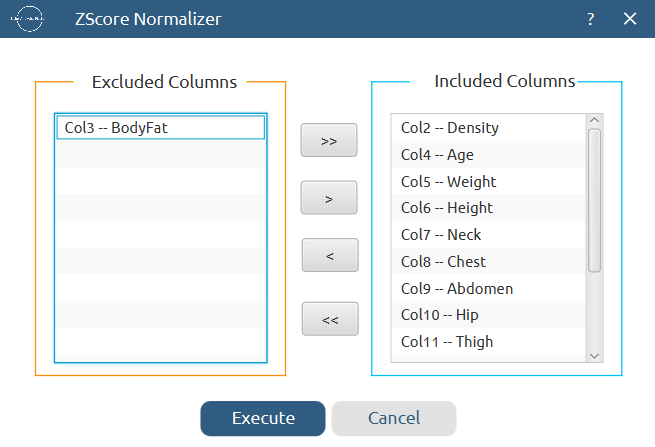 ZScore Normalizer
?
Excluded Columns
Included Columns
Col3 -- BodyFat
>>
>
<
<<
Col2 -- Density
Col4 -- Age
Col5 -- Weight
Col6 -- Height
Col7 -- Neck
Col8 -- Chest
Col9 -- Abdomen
Col10 -- Hip
Col11 -- Thigh
Execute
Cancel